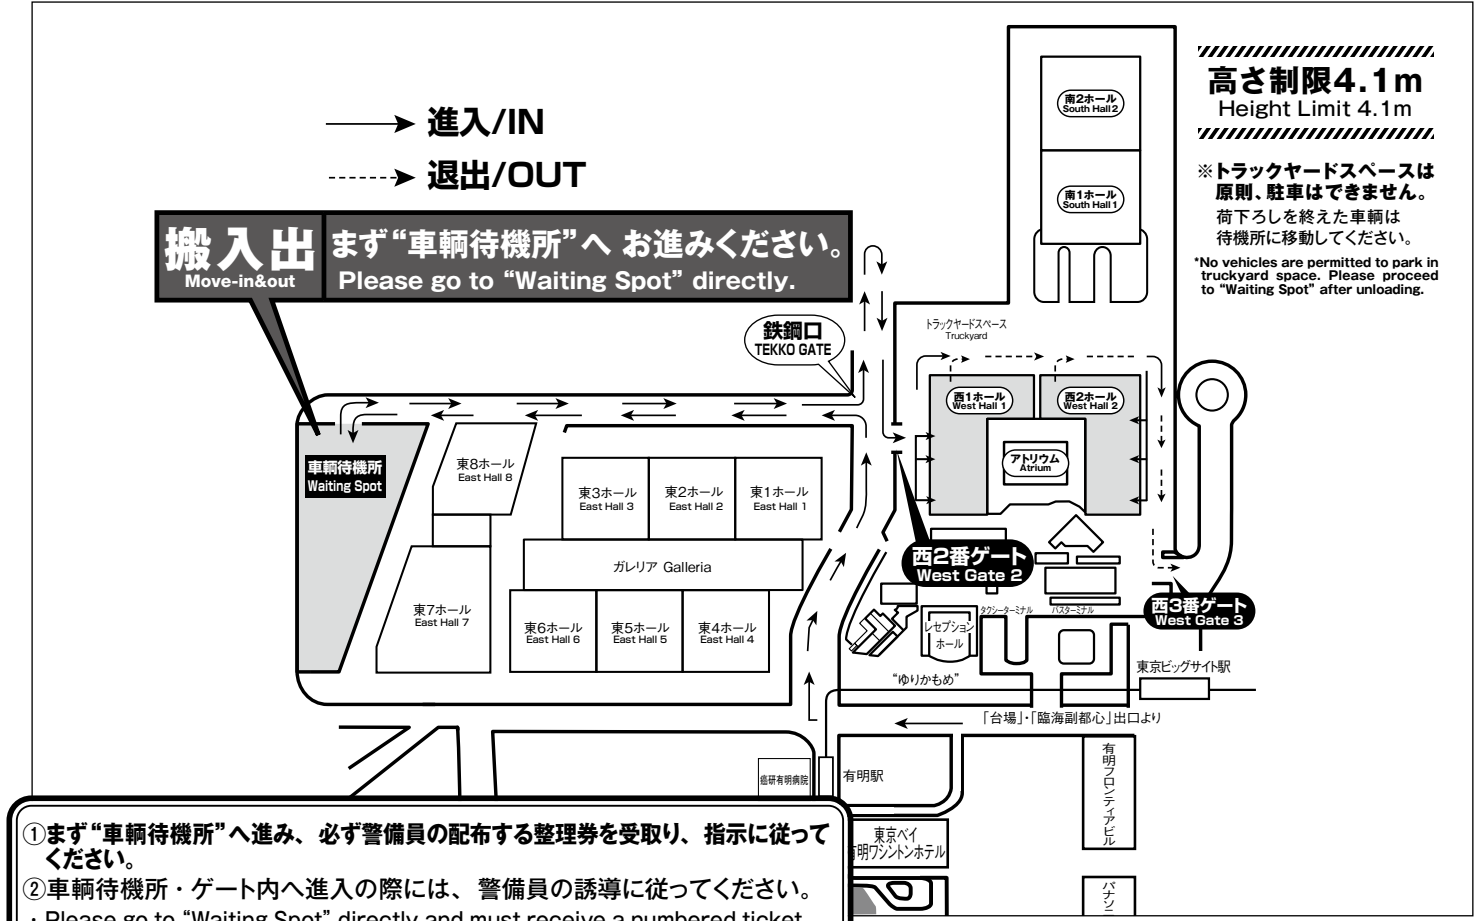 進入/IN
退出/OUT
搬入出
Move-in&out
まず“車輌待機所”へ お進みください。
Please go to “Waiting Spot” directly.
高さ制限4.1m
Height Limit 4.1m
※トラックヤードスペースは
原則、駐車はできません。
荷下ろしを終えた車輌は
待機所に移動してください。
*No vehicles are permitted to park in
truckyard space. Please proceed
to “Waiting Spot” after unloading.
南2ホール
South Hall 2
南1ホール
South Hall 1
トラックヤードスペース
Truckyard
鉄鋼口
TEKKO GATE
西1ホール
West Hall 1
西2ホール
West Hall 2
アトリウム
Atrium
車輌待機所
Waiting Spot
東8ホール
East Hall 8
東3ホール
East Hall 3
東2ホール
East Hall 2
東1ホール
East Hall 1
ガレリア Galleria
東7ホール
East Hall 7
東6ホール
East Hall 6
東5ホール
East Hall 5
東4ホール
East Hall 4
西2番ゲート
West Gate 2
西3番ゲート
West Gate 3
タクシーターミナル
バスターミナル
レセプション
ホール
“ゆりかもめ”
東京ビッグサイト駅
「台場」・「臨海副都心」出口より
癌研有明病院
有明駅
有明フロンティアビル
東京ベイ
有明ワシントンホテル
パナソニ
①まず“車輌待機所”へ進み、必ず警備員の配布する整理券を受取り、指示に従って
ください。
②車輌待機所・ゲート内へ進入の際には、警備員の誘導に従ってください。
・Please go to “Waiting Spot” directly and must receive a numbered ticket